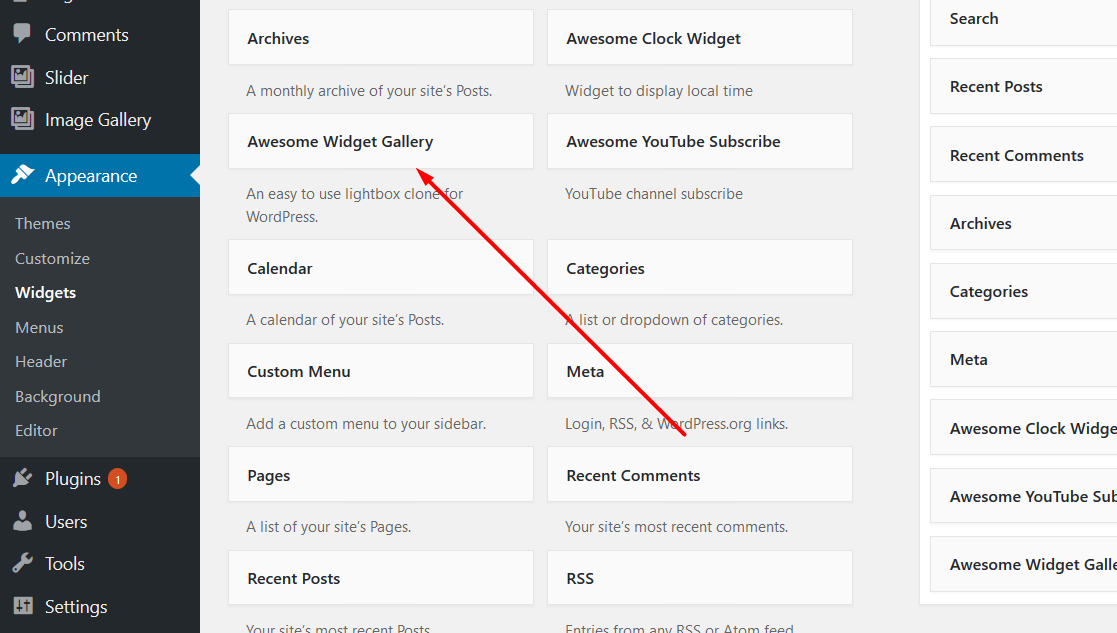 Comments
Slider
Image Gallery
Appearance
Themes
Customize
Widgets
Menus
Header
Background
Editor
Plugins 1
Users
Tools
Settings
Archives
A monthly archive of your site's Posts.
Awesome Clock Widget
Widget to display local time
Awesome Widget Gallery
An easy to use lightbox clone for
WordPress.
Awesome YouTube Subscribe
YouTube channel subscribe
Calendar
A calendar of your site's Posts.
Categories
A list or dropdown of categories.
Custom Menu
Add a custom menu to your sidebar.
Meta
Login, RSS, & WordPress.org links.
Pages
A list of your site's Pages.
Recent Comments
Your site's most recent comments.
Recent Posts
Your site's most recent Posts.
RSS
Entries from any RSS or Atom feed.
Search
Recent Posts
Recent Comments
Archives
Categories
Meta
Awesome Clock Widge
Awesome YouTube Sub
Awesome Widget Galle